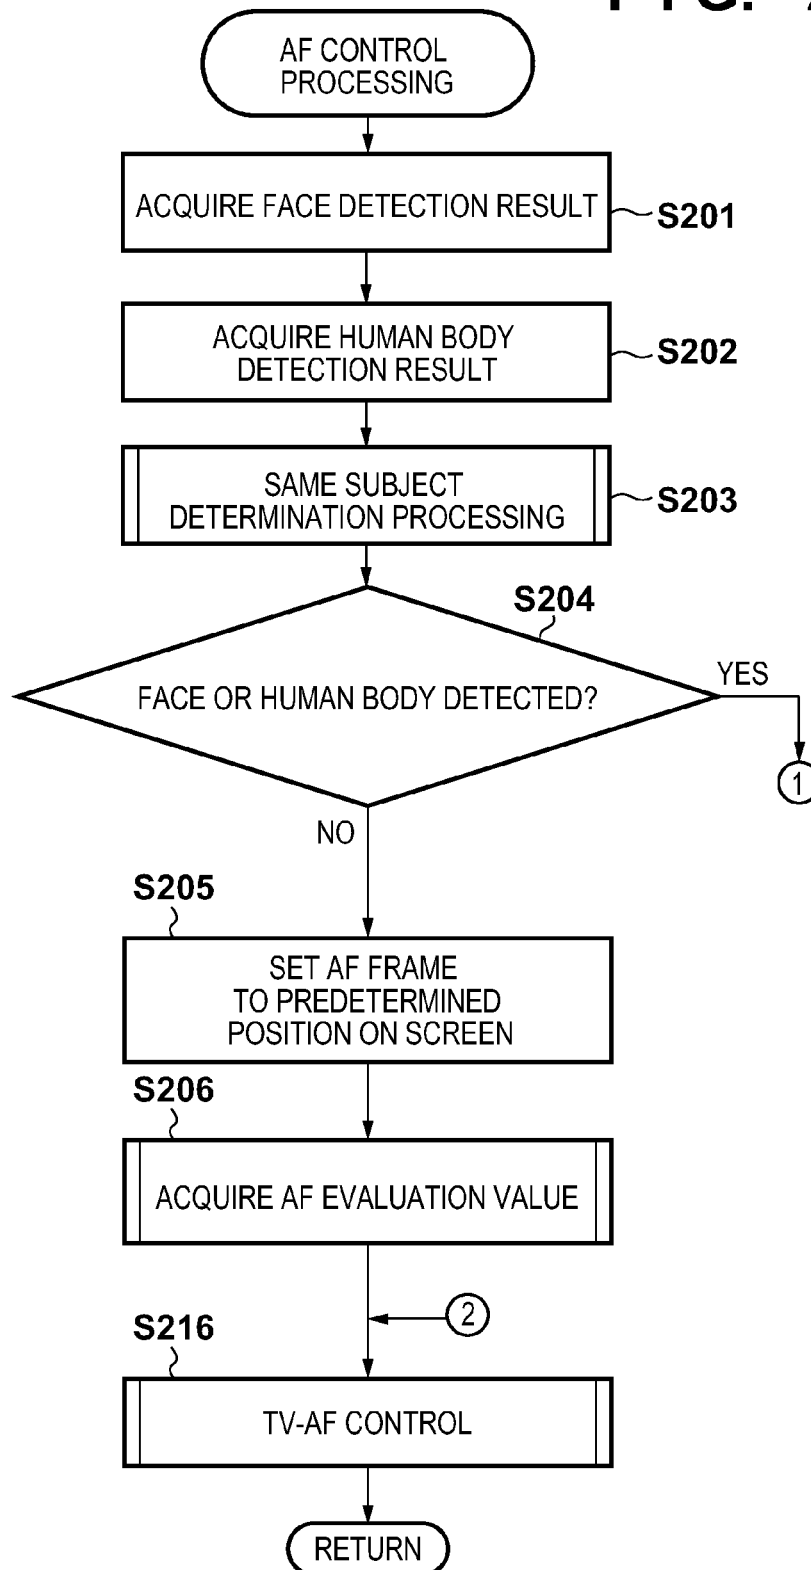 FIG.
AF CONTROL
PROCESSING
ACQUIRE FACE DETECTION RESULT
S201
ACQUIRE HUMAN BODY
DETECTION RESULT
S202
SAME SUBJECT
DETERMINATION PROCESSING
S203
S204
FACE OR HUMAN BODY DETECTED?
YES
1
NO
S205
SET AF FRAME
TO PREDETERMINED
POSITION ON SCREEN
S206
ACQUIRE AF EVALUATION VALUE
2
S216
TV-AF CONTROL
RETURN